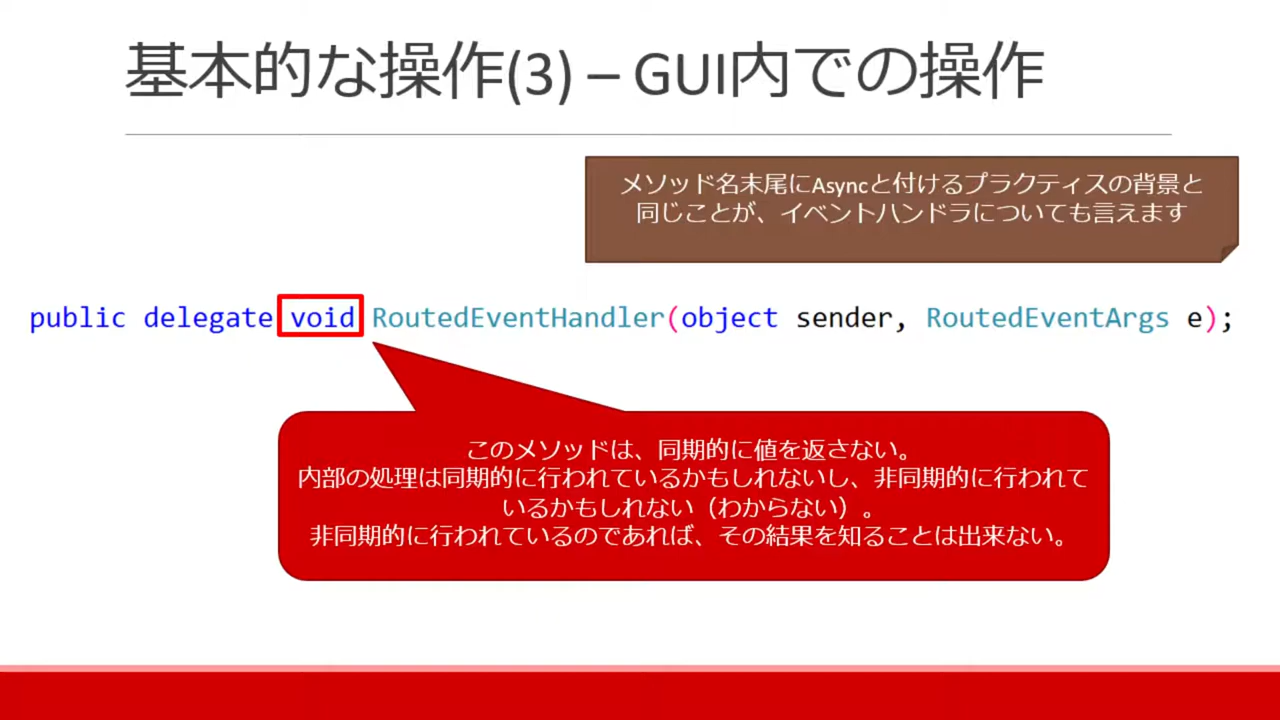 基本的な操作(3) – GUI内での操作
メソッド名末尾にAsyncと付けるプラクティスの背景と
同じことが、イベントハンドラについても言えます
public delegate void RoutedEventHandler(object sender, RoutedEventArgs e);
このメソッドは、同期的に値を返さない。
内部の処理は同期的に行われているかもしれないし、非同期的に行われて
いるかもしれない（わからない）。
非同期的に行われているのであれば、その結果を知ることは出来ない。